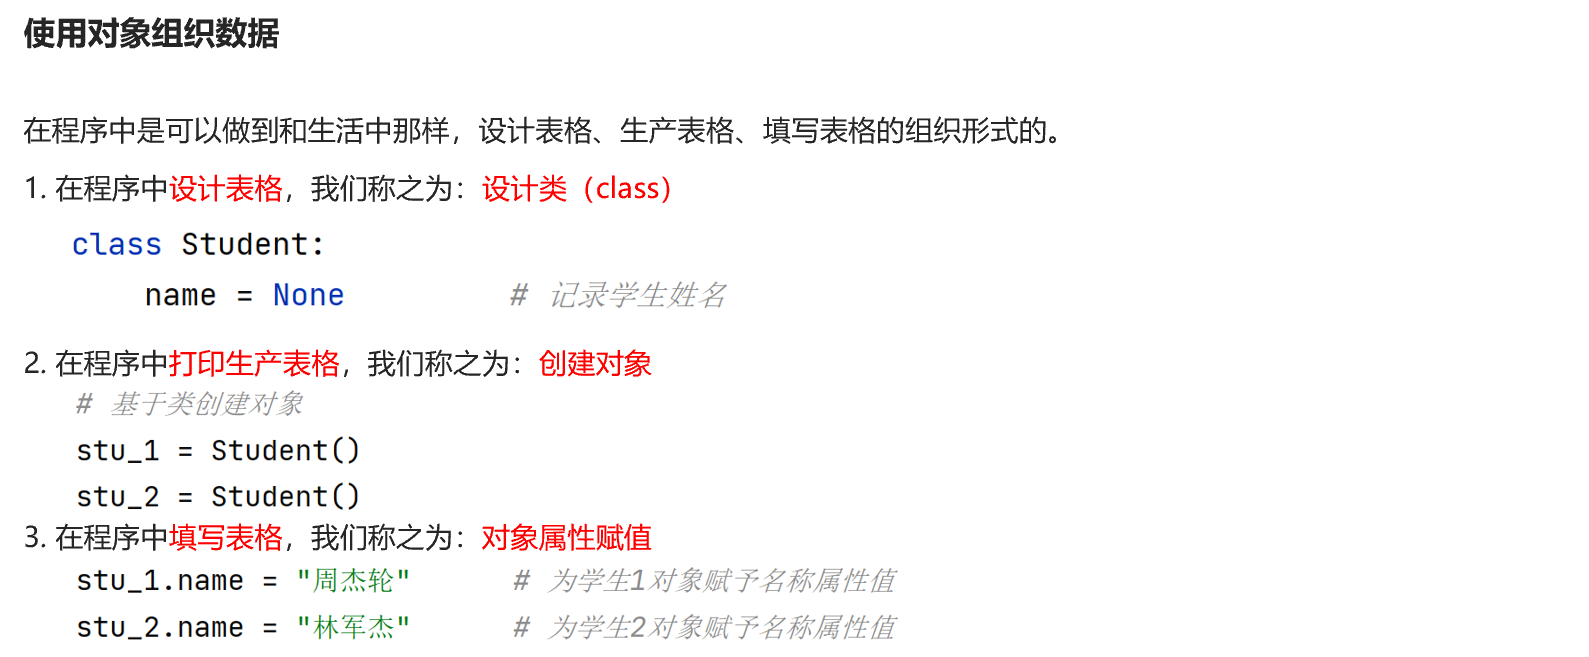 使用对象组织数据
在程序中是可以做到和生活中那样，设计表格、生产表格、填写表格的组织形式的。
1. 在程序中设计表格，我们称之为：设计类（class）
class Student:
    name = None         # 记录学生姓名
2. 在程序中打印生产表格，我们称之为：创建对象
# 基于类创建对象
stu_1 = Student()
stu_2 = Student()
3. 在程序中填写表格，我们称之为：对象属性赋值
stu_1.name = "周杰轮"      # 为学生1对象赋予名称属性值
stu_2.name = "林军杰"      # 为学生2对象赋予名称属性值